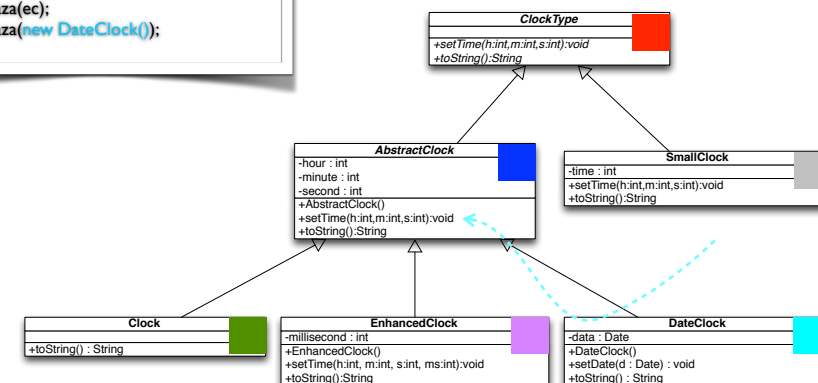 za(ec);
za(new DateClock());
ClockType
+setTime(h:int,m:int,s:int):void
+toString():String
AbstractClock
-hour : int
-minute : int
-second : int
+AbstractClock()
+setTime(h:int,m:int,s:int):void
+toString():String
SmallClock
-time : int
+setTime(h:int,m:int,s:int):void
+toString():String
Clock
+toString() : String
EnhancedClock
-millisecond : int
+EnhancedClock()
+setTime(h:int, m:int, s:int, ms:int):void
+toString():String
DateClock
-data : Date
+DateClock()
+setDate(d : Date) : void
+toString() : String